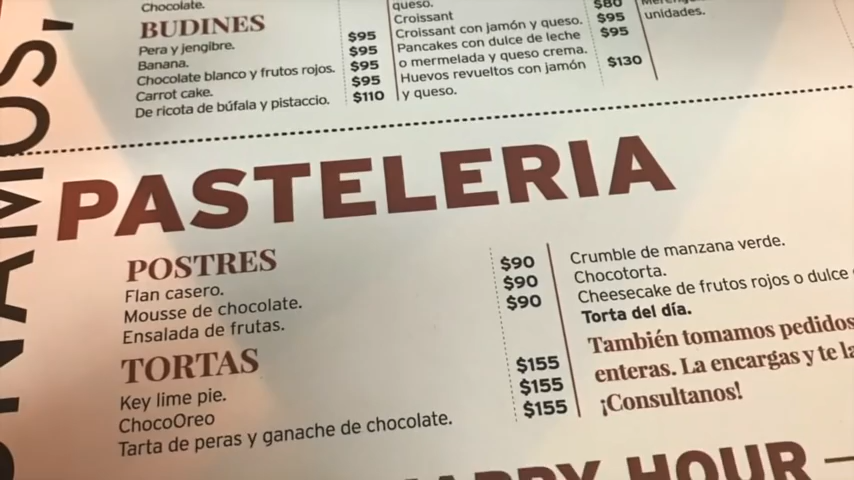 Chocolate.
BUDINES
Pera y jengibre. $95
Banana. $95
Chocolate blanco y frutos rojos. $95
Carrot cake. $95
De ricota de búfala y pistaccio. $110
queso.
Croissant $80
Croissant con jamón y queso. $95
Pancakes con dulce de leche $95
o mermelada y queso crema.
Huevos revueltos con jamón $130
y queso.
unidades.
PASTELERIA
POSTRES
Flan casero. $90
Mousse de chocolate. $90
Ensalada de frutas. $90
TORTAS
Key lime pie. $155
ChocoOreo $155
Tarta de peras y ganache de chocolate. $155
Crumble de manzana verde.
Chocotorta.
Cheesecake de frutos rojos o dulce
Torta del día.
También tomamos pedidos
enteras. La encargas y te la
¡Consultanos!
HAPPY HOUR